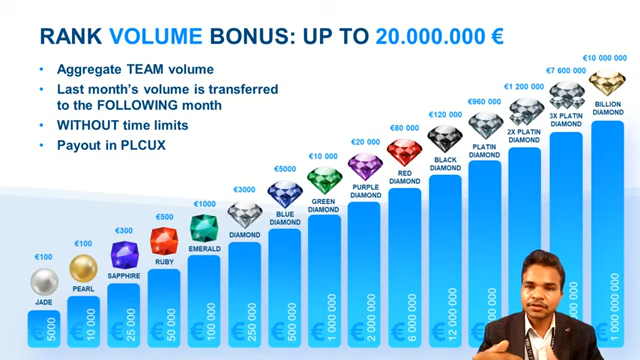 RANK VOLUME BONUS: UP TO 20.000.000 €
• Aggregate TEAM volume
• Last month's volume is transferred
to the FOLLOWING month
• WITHOUT time limits
• Payout in PLCUX
€100
JADE
€ 5000
€100
PEARL
€ 10 000
€300
SAPPHIRE
€ 25 000
€500
RUBY
€ 50 000
€1000
EMERALD
€ 100 000
€3000
DIAMOND
€ 250 000
€5000
BLUE
DIAMOND
€ 500 000
€10 000
GREEN
DIAMOND
€ 1 000 000
€20 000
PURPLE
DIAMOND
€ 2 000 000
€80 000
RED
DIAMOND
€ 6 000 000
€120 000
BLACK
DIAMOND
€ 12 000 000
€960 000
PLATIN
DIAMOND
€1 200 000
2X PLATIN
DIAMOND
€7 600 000
3X PLATIN
DIAMOND
€10 000 000
BILLION
DIAMOND
€ 1 000 000 000